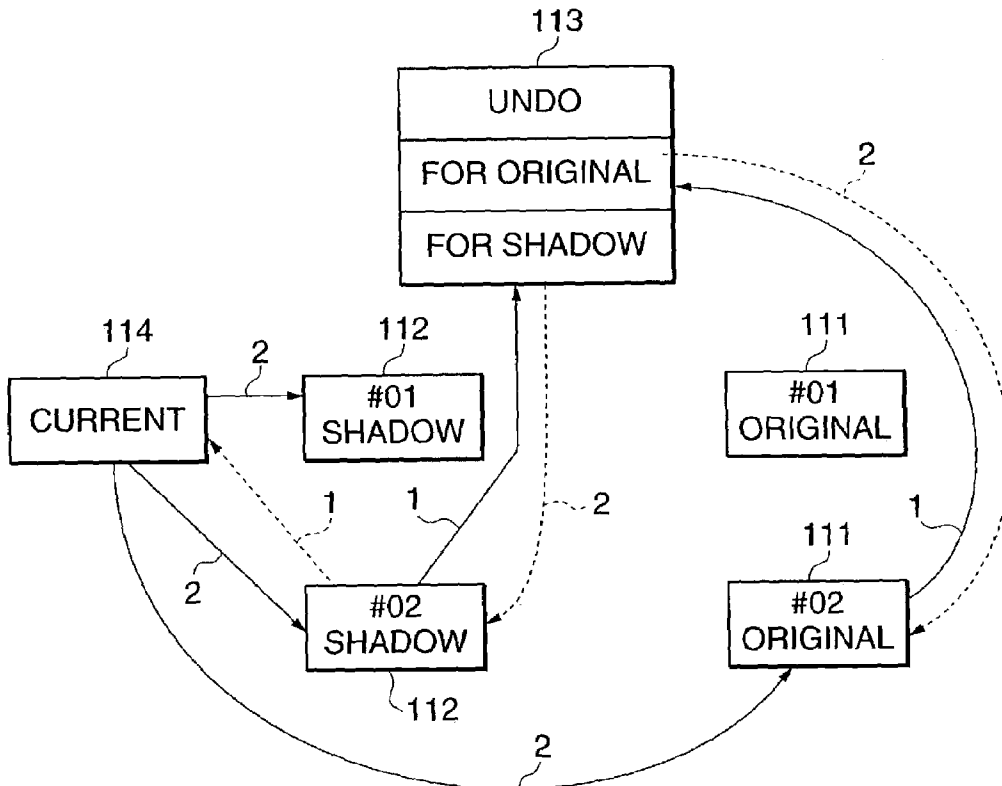 113
UNDO
FOR ORIGINAL
FOR SHADOW
2
114
CURRENT
2
112
#01
SHADOW
111
#01
ORIGINAL
1
1
2
2
1
#02
SHADOW
112
111
#02
ORIGINAL
2